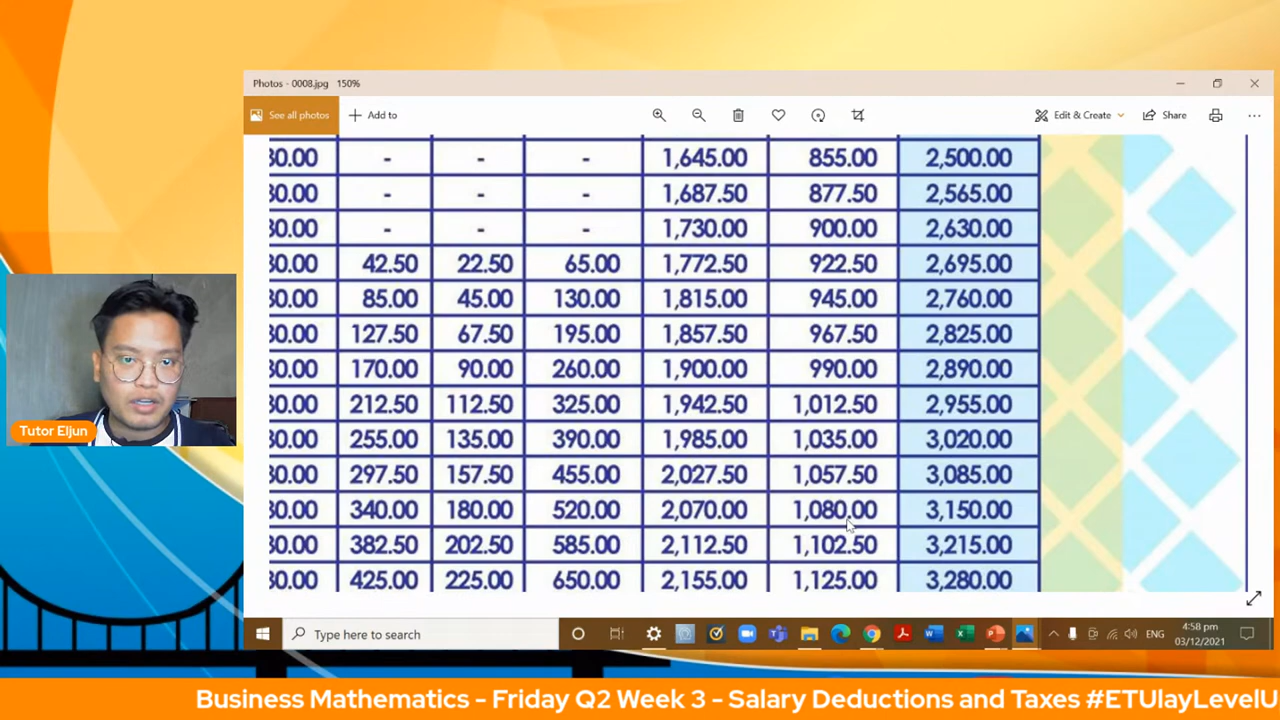 Photos - 0008.jpg 150%
See all photos
Add to
Edit & Create
Share
30.00 - - - 1,645.00 855.00 2,500.00
30.00 - - - 1,687.50 877.50 2,565.00
30.00 - - - 1,730.00 900.00 2,630.00
30.00 42.50 22.50 65.00 1,772.50 922.50 2,695.00
30.00 85.00 45.00 130.00 1,815.00 945.00 2,760.00
30.00 127.50 67.50 195.00 1,857.50 967.50 2,825.00
30.00 170.00 90.00 260.00 1,900.00 990.00 2,890.00
30.00 212.50 112.50 325.00 1,942.50 1,012.50 2,955.00
30.00 255.00 135.00 390.00 1,985.00 1,035.00 3,020.00
30.00 297.50 157.50 455.00 2,027.50 1,057.50 3,085.00
30.00 340.00 180.00 520.00 2,070.00 1,080.00 3,150.00
30.00 382.50 202.50 585.00 2,112.50 1,102.50 3,215.00
30.00 425.00 225.00 650.00 2,155.00 1,125.00 3,280.00
Tutor Eljun
Type here to search
ENG
4:58 pm
03/12/2021
Business Mathematics - Friday Q2 Week 3 - Salary Deductions and Taxes #ETUlayLevelU